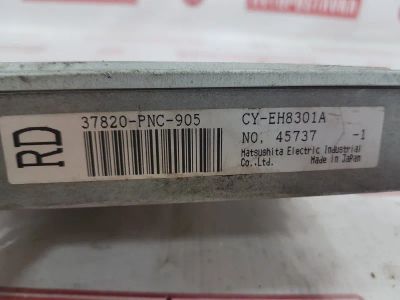 RD
37820-PNC-905
CY-EH8301A
NO. 45737 -1
Matsushita Electric Industrial
Co.,Ltd. Made in Japan